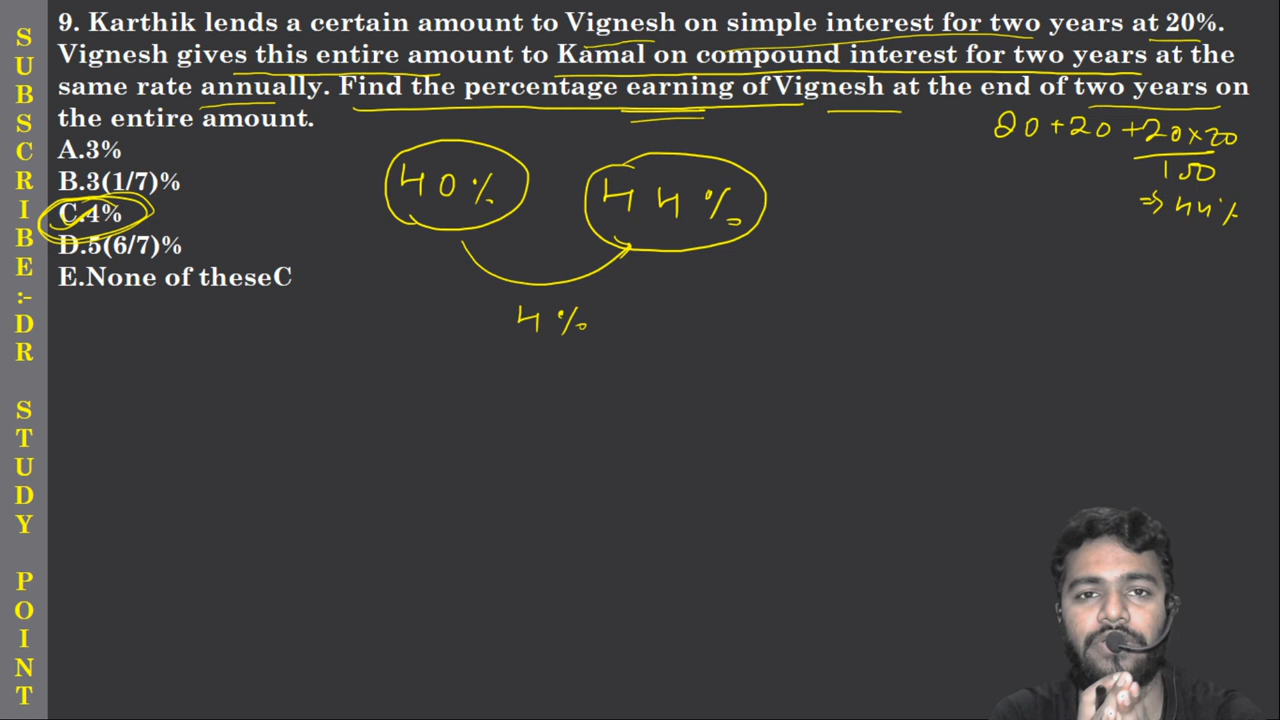 SUBSCRIBE:-DR STUDY POINT
9. Karthik lends a certain amount to Vignesh on simple interest for two years at 20%.
Vignesh gives this entire amount to Kamal on compound interest for two years at the
same rate annually. Find the percentage earning of Vignesh at the end of two years on
the entire amount.
A.3%
B.3(1/7)%
C.4%
D.5(6/7)%
E.None of theseC
20+20+20×20
100
⇒44%
40%
44%
4%